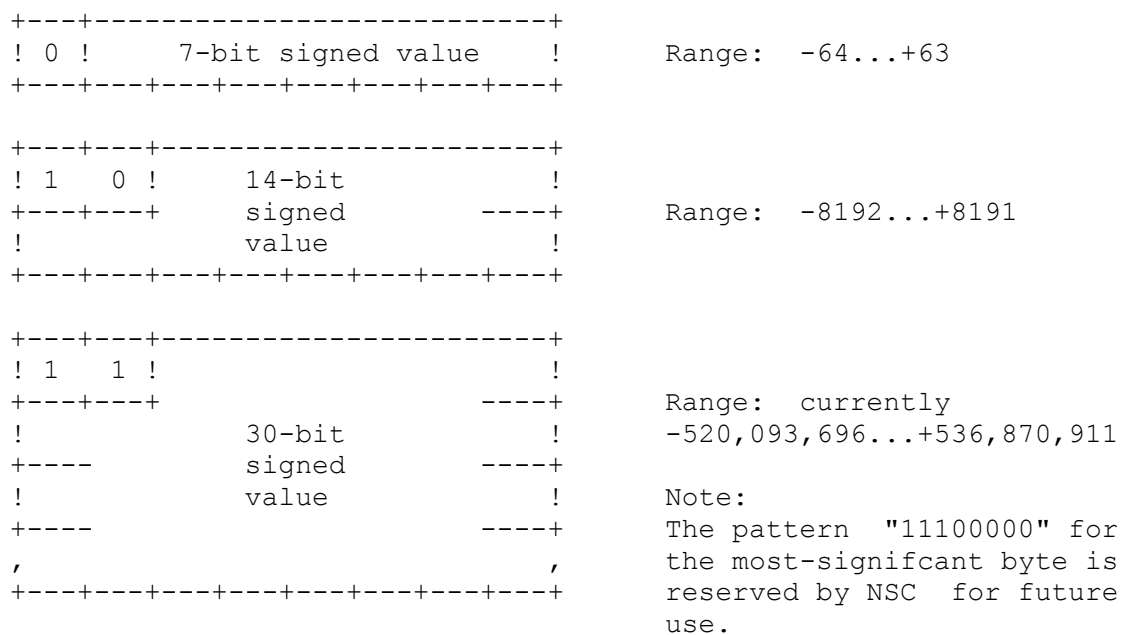 +---+---------------------------+
! 0 !     7-bit signed value    !      Range:  -64...+63
+---+---+---+---+---+---+---+---+

+---+---+-----------------------+
! 1   0 !     14-bit            !
+---+---+     signed        ----+      Range:  -8192...+8191
!             value             !
+---+---+---+---+---+---+---+---+

+---+---+-----------------------+
! 1   1 !                       !
+---+---+                   ----+      Range:  currently
!             30-bit            !      -520,093,696...+536,870,911
+----         signed        ----+
!             value             !      Note:
+----                       ----+      The pattern  "11100000" for
,                               ,      the most-signifcant byte is
+---+---+---+---+---+---+---+---+      reserved by NSC  for future
                                       use.